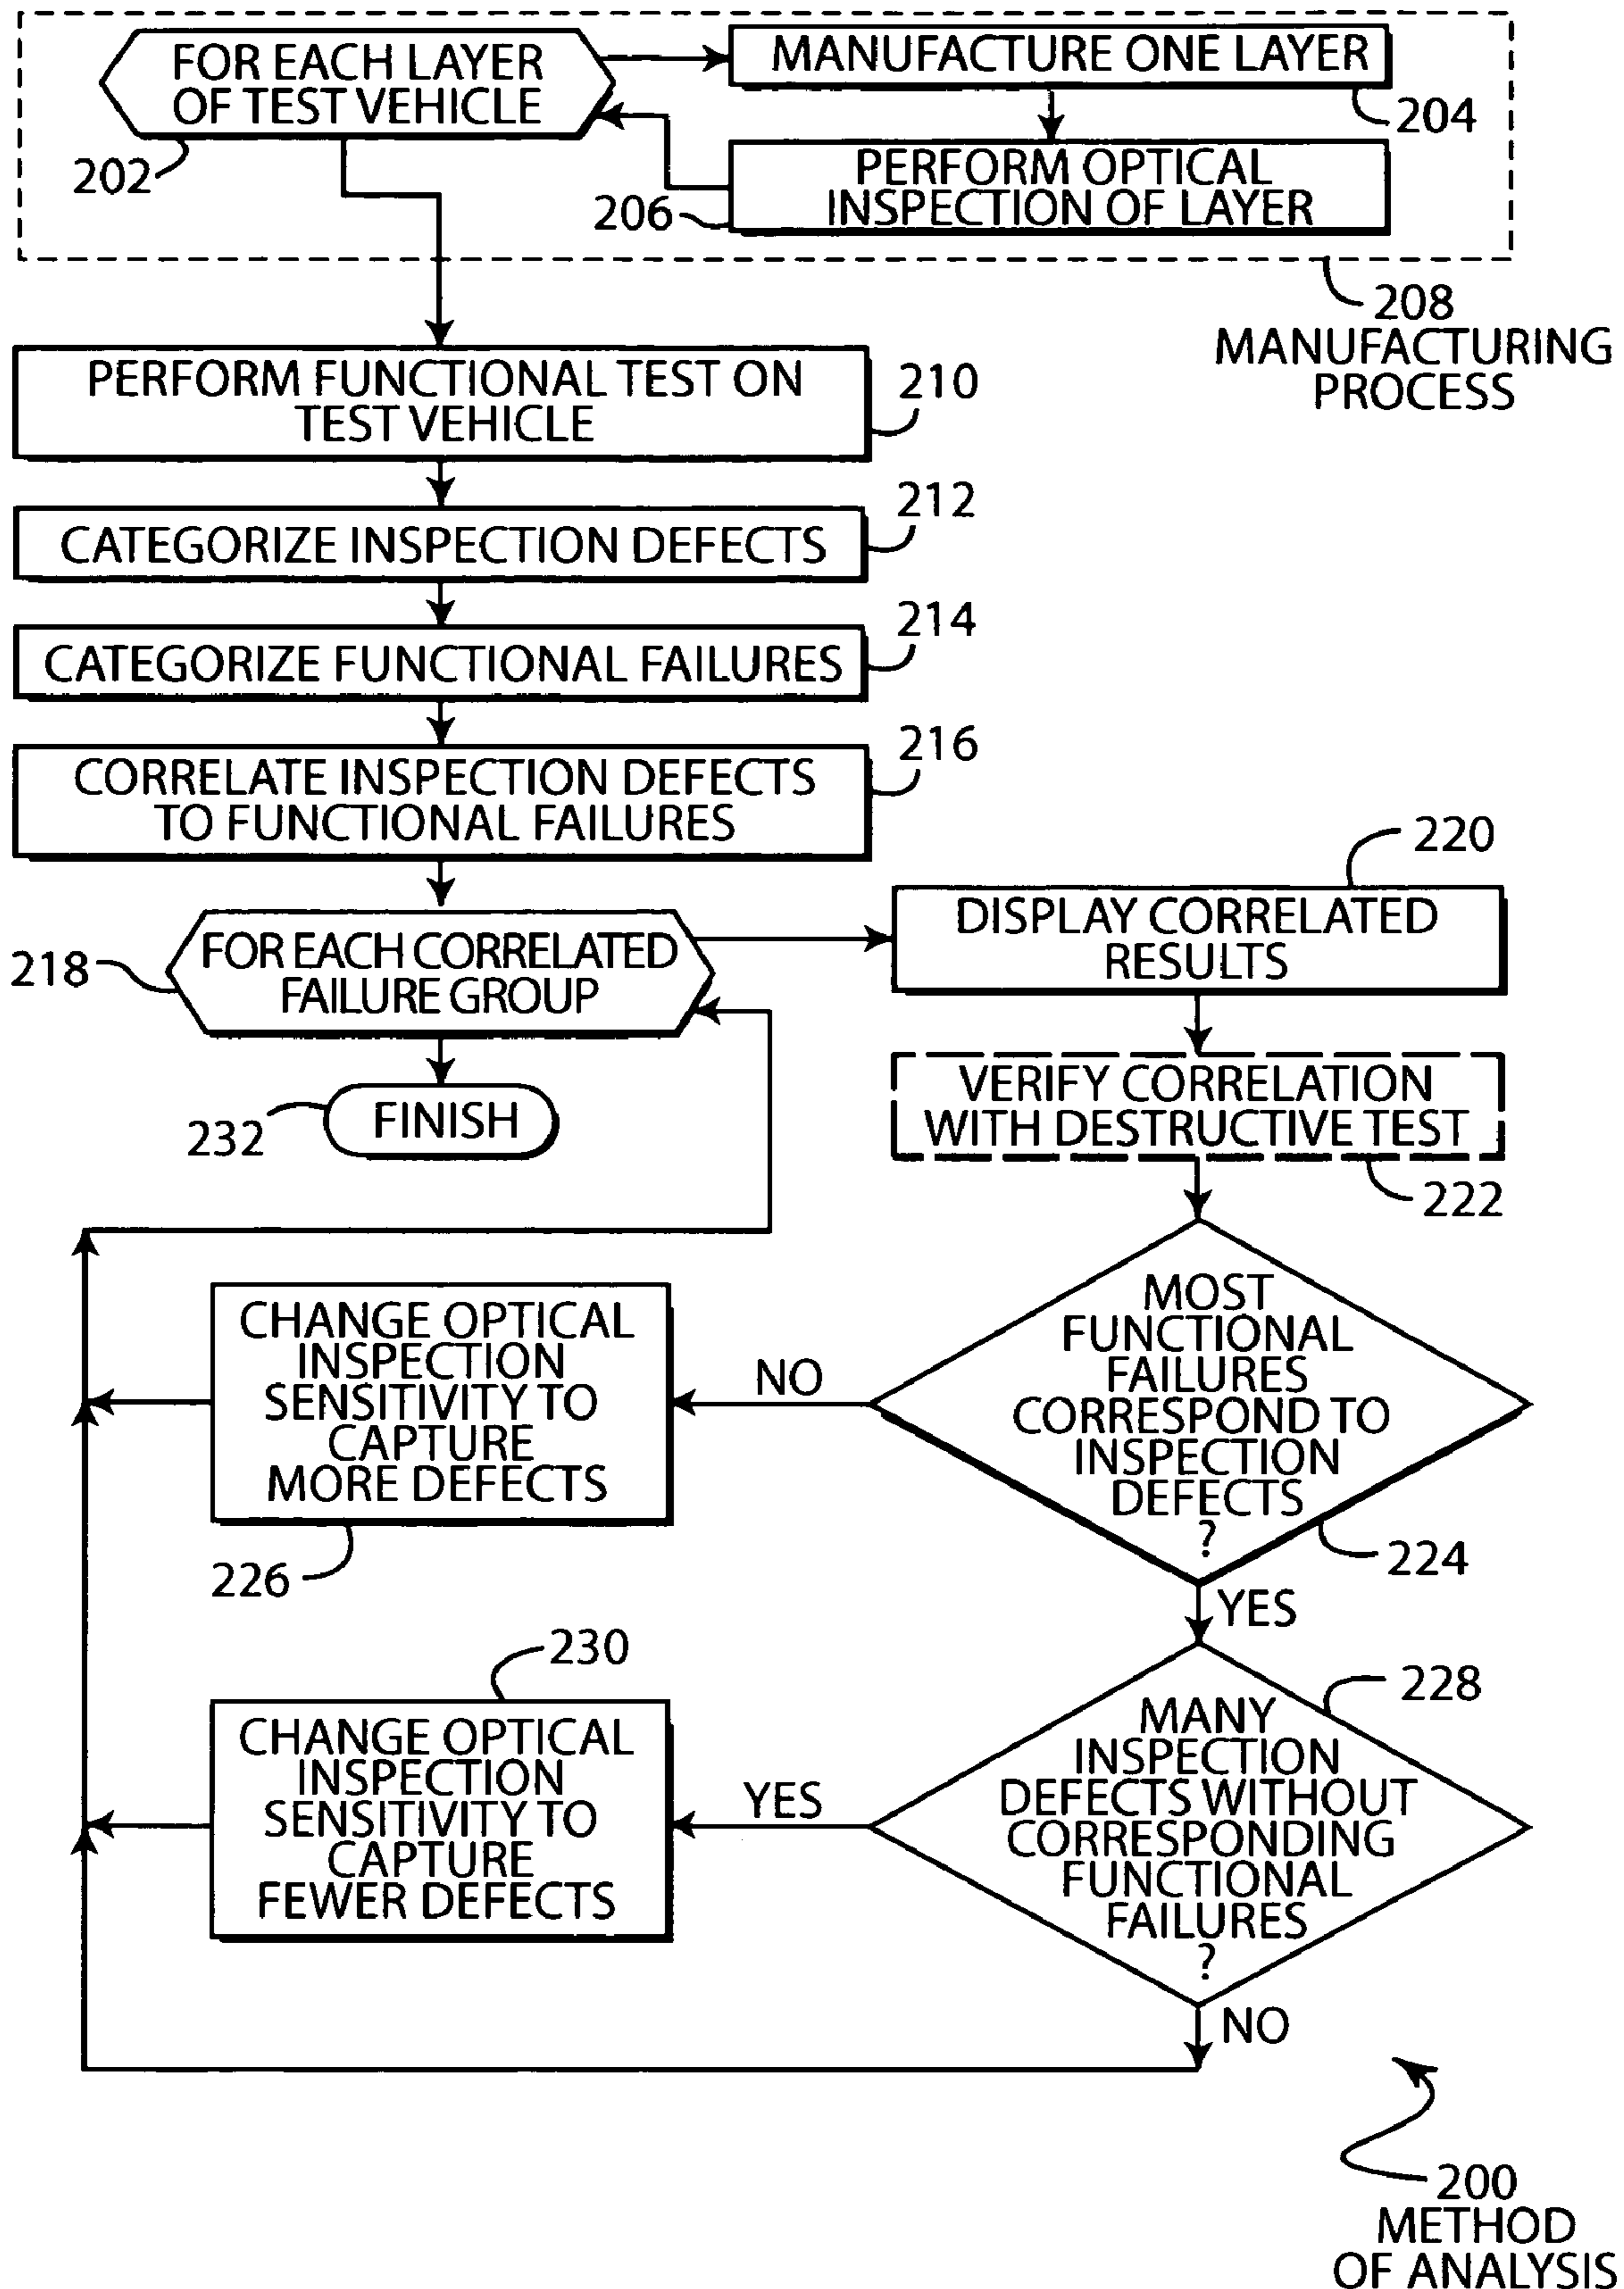 FOR EACH LAYER
OF TEST VEHICLE
202
MANUFACTURE ONE LAYER
204
PERFORM OPTICAL
INSPECTION OF LAYER
206
208
MANUFACTURING
PROCESS
PERFORM FUNCTIONAL TEST ON
TEST VEHICLE
210
CATEGORIZE INSPECTION DEFECTS
212
CATEGORIZE FUNCTIONAL FAILURES
214
CORRELATE INSPECTION DEFECTS
TO FUNCTIONAL FAILURES
216
FOR EACH CORRELATED
FAILURE GROUP
218
220
DISPLAY CORRELATED
RESULTS
FINISH
232
VERIFY CORRELATION
WITH DESTRUCTIVE TEST
222
MOST
FUNCTIONAL
FAILURES
CORRESPOND TO
INSPECTION
DEFECTS
?
224
NO
CHANGE OPTICAL
INSPECTION
SENSITIVITY TO
CAPTURE
MORE DEFECTS
226
YES
228
MANY
INSPECTION
DEFECTS WITHOUT
CORRESPONDING
FUNCTIONAL
FAILURES
?
YES
230
CHANGE OPTICAL
INSPECTION
SENSITIVITY TO
CAPTURE
FEWER DEFECTS
NO
200
METHOD
OF ANALYSIS